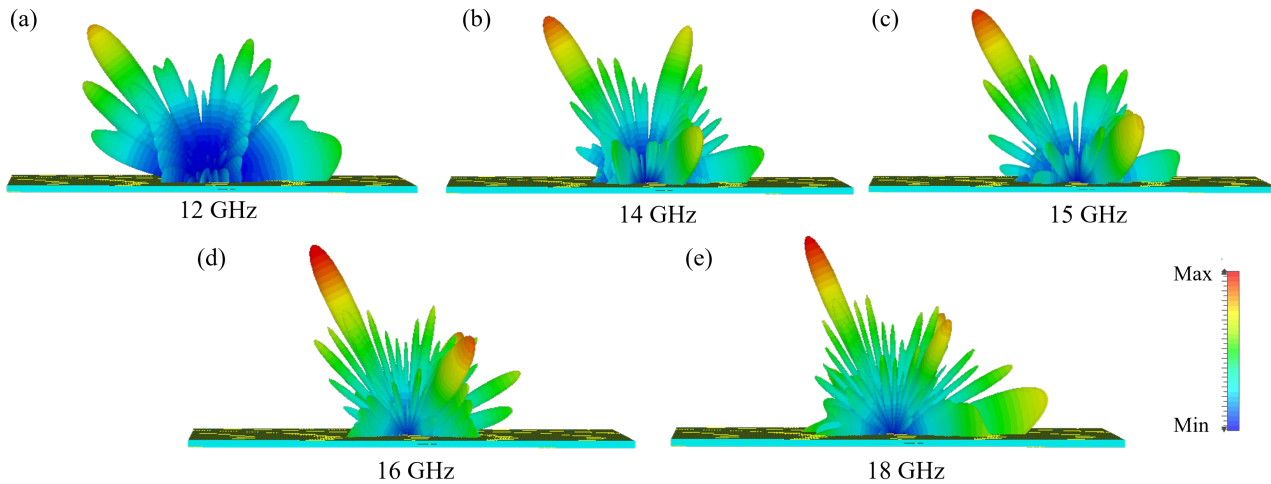 (a)
(b)
(c)
12 GHz
14 GHz
15 GHz
(d)
(e)
Max
Min
16 GHz
18 GHz